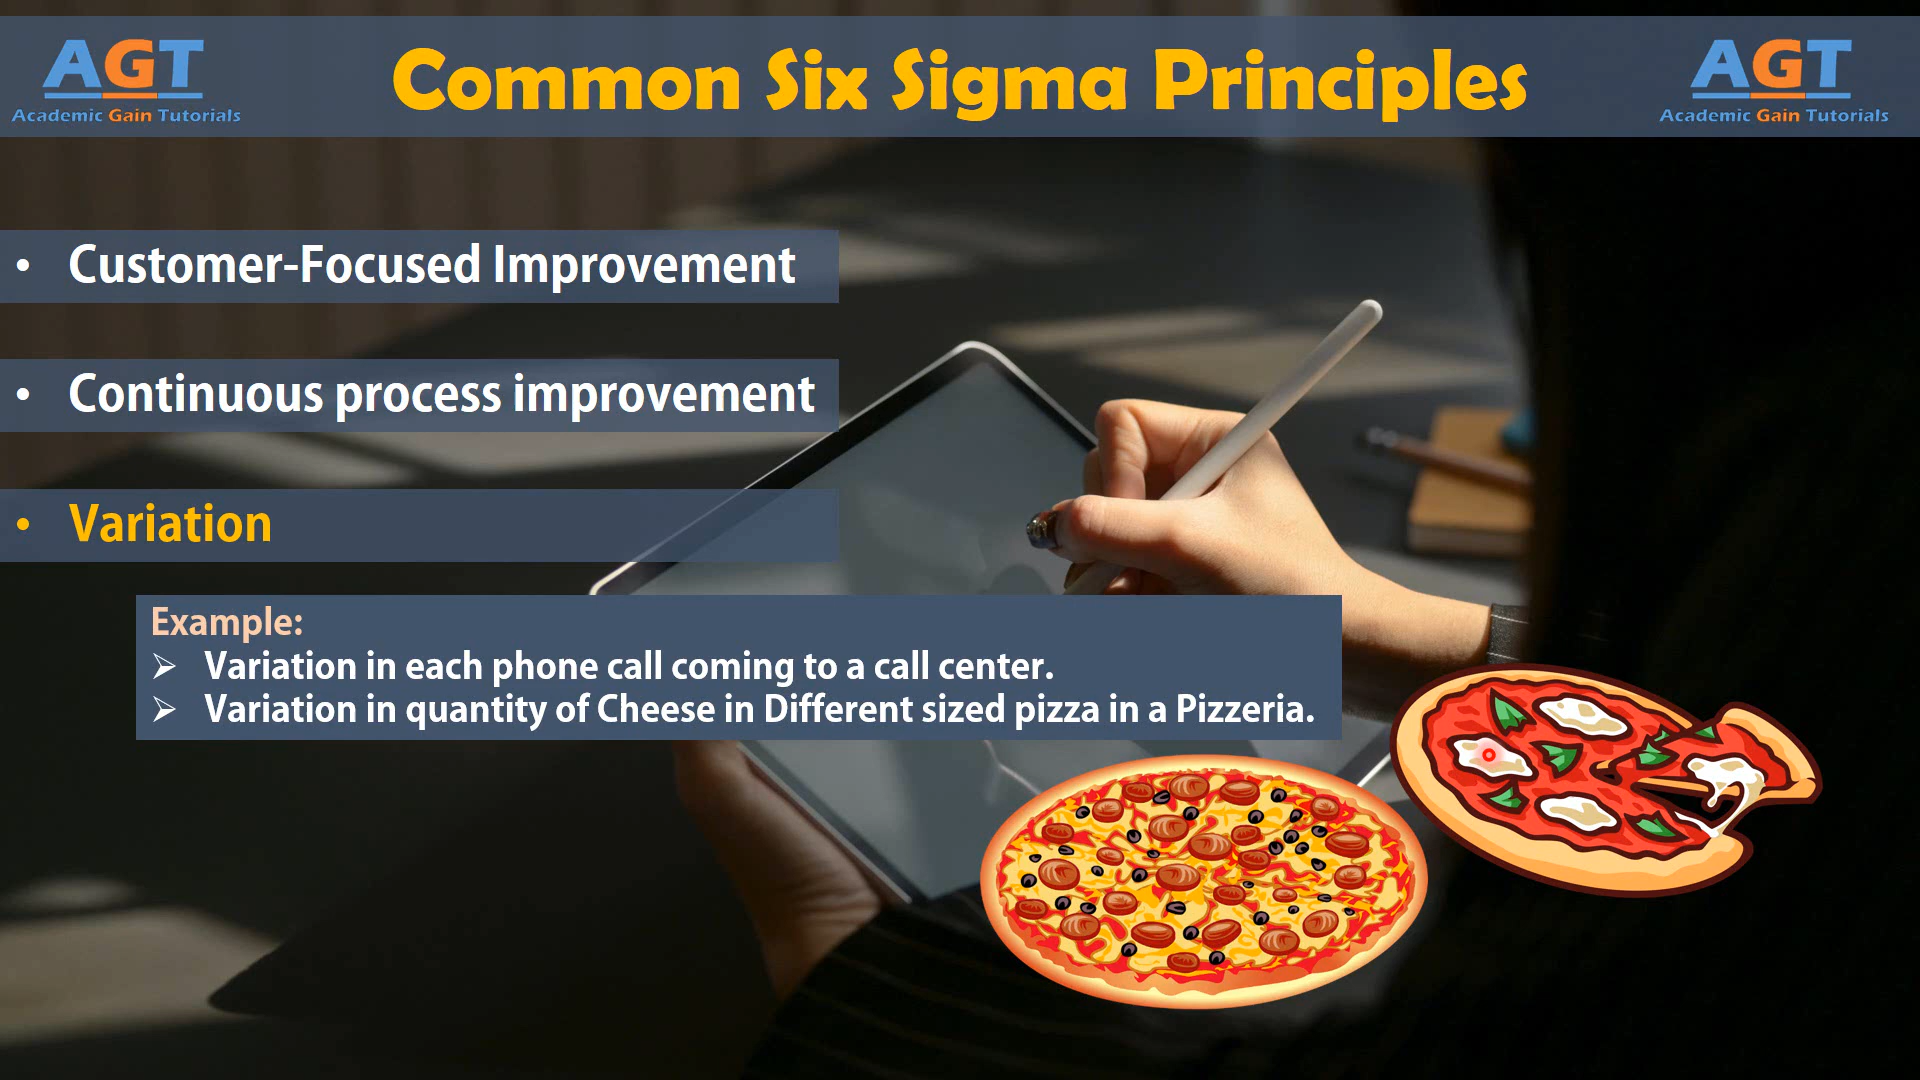 AGT
Academic Gain Tutorials
Common Six Sigma Principles
AGT
Academic Gain Tutorials
• Customer-Focused Improvement
• Continuous process improvement
• Variation
Example:
➢ Variation in each phone call coming to a call center.
➢ Variation in quantity of Cheese in Different sized pizza in a Pizzeria.